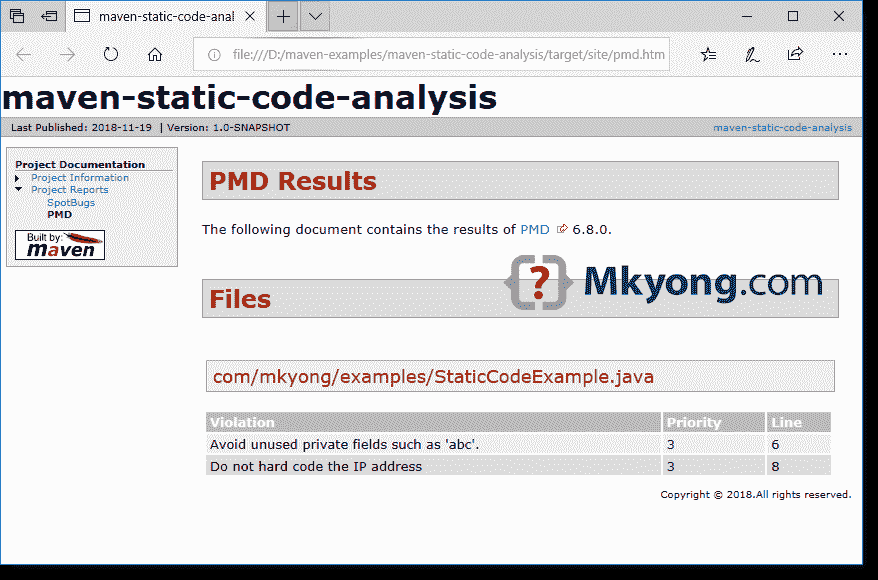 maven-static-code-anal
file:///D:/maven-examples/maven-static-code-analysis/target/site/pmd.htm
maven-static-code-analysis
Last Published: 2018-11-19 | Version: 1.0-SNAPSHOT maven-static-code-analysis
Project Documentation
Project Information
Project Reports
SpotBugs
PMD
Built by:
maven
PMD Results
The following document contains the results of PMD 6.8.0.
{?} Mkyong.com
Files
com/mkyong/examples/StaticCodeExample.java
Violation Priority Line
Avoid unused private fields such as 'abc'. 3 6
Do not hard code the IP address 3 8
Copyright © 2018.All rights reserved.